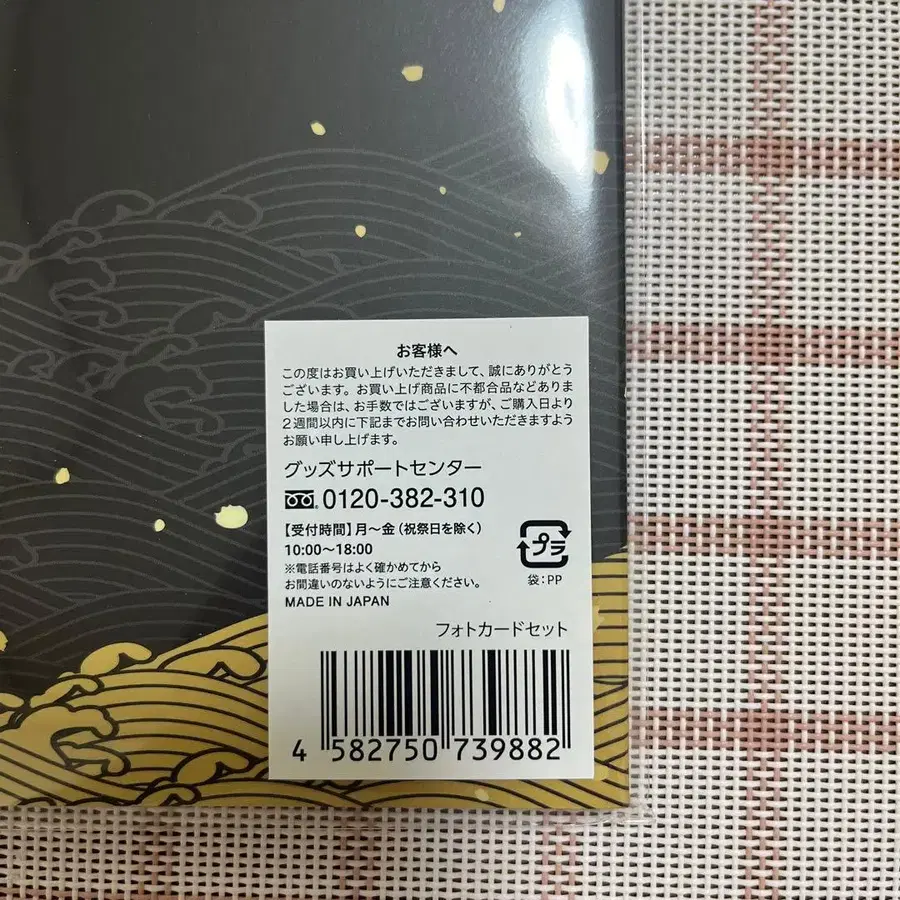 お客様へ
この度はお買い上げいただきまして、誠にありがとう
ございます。お買い上げ商品に不都合品などありま
した場合は、お手数ではございますが、ご購入日より
2週間以内に下記までお問い合わせいただきますよう
お願い申し上げます。
グッズサポートセンター
0120-382-310
【受付時間】月〜金(祝祭日を除く)
10:00〜18:00
※電話番号はよく確かめてから
お間違いのないようにご注意ください。
MADE IN JAPAN
プラ
袋:PP
フォトカードセット
4 582750 739882